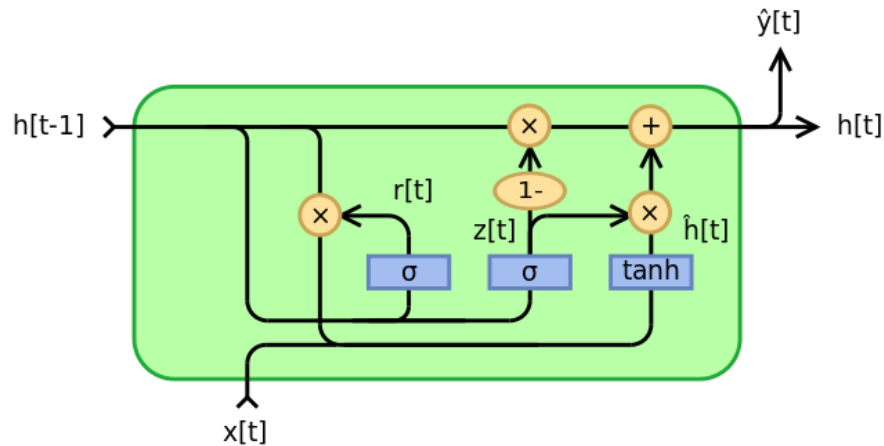 ŷ[t]
h[t-1]
×
+
h[t]
1-
r[t]
×
×
z[t]
ĥ[t]
σ
σ
tanh
x[t]